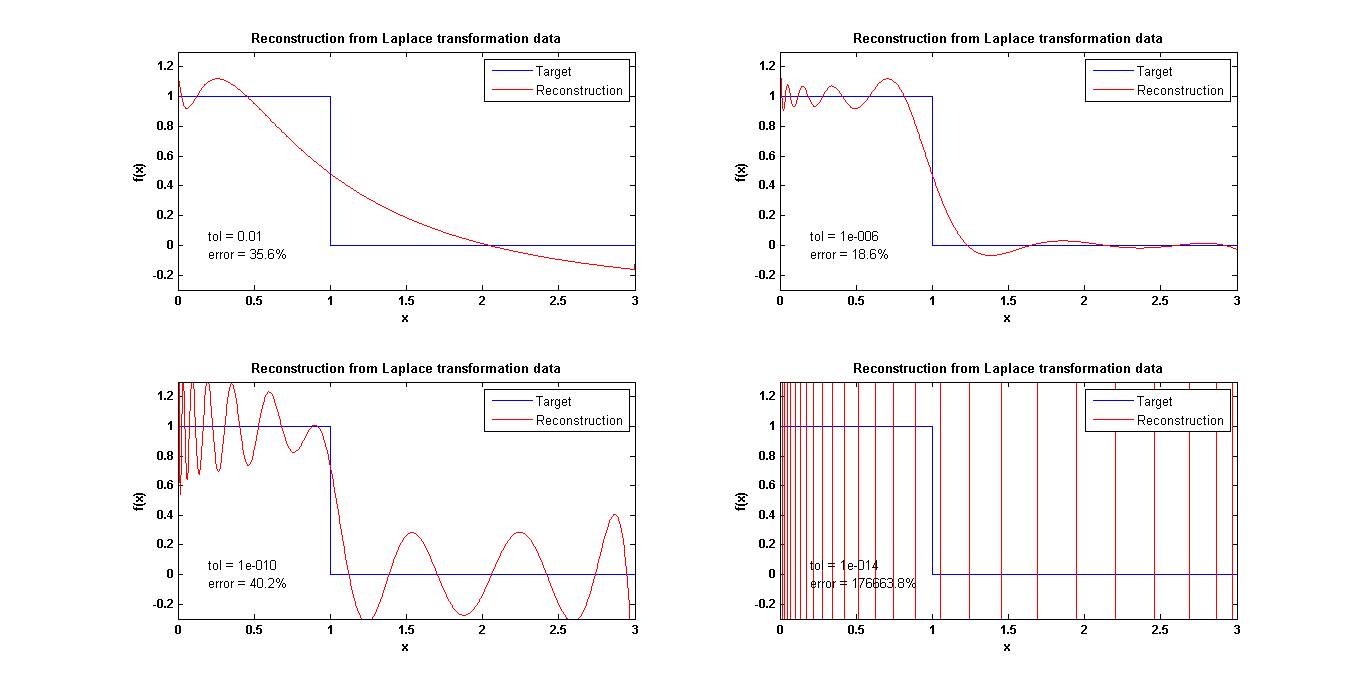 Reconstruction from Laplace transformation data
1.2
1
0.8
0.6
0.4
0.2
0
-0.2
f(x)
Target
Reconstruction
tol = 0.01
error = 35.6%
0 0.5 1 1.5 2 2.5 3
x
Reconstruction from Laplace transformation data
1.2
1
0.8
0.6
0.4
0.2
0
-0.2
f(x)
Target
Reconstruction
tol = 1e-006
error = 18.6%
0 0.5 1 1.5 2 2.5 3
x
Reconstruction from Laplace transformation data
1.2
1
0.8
0.6
0.4
0.2
0
-0.2
f(x)
Target
Reconstruction
tol = 1e-010
error = 40.2%
0 0.5 1 1.5 2 2.5 3
x
Reconstruction from Laplace transformation data
1.2
1
0.8
0.6
0.4
0.2
0
-0.2
f(x)
Target
Reconstruction
tol = 1e-014
error = 176663.8%
0 0.5 1 1.5 2 2.5 3
x